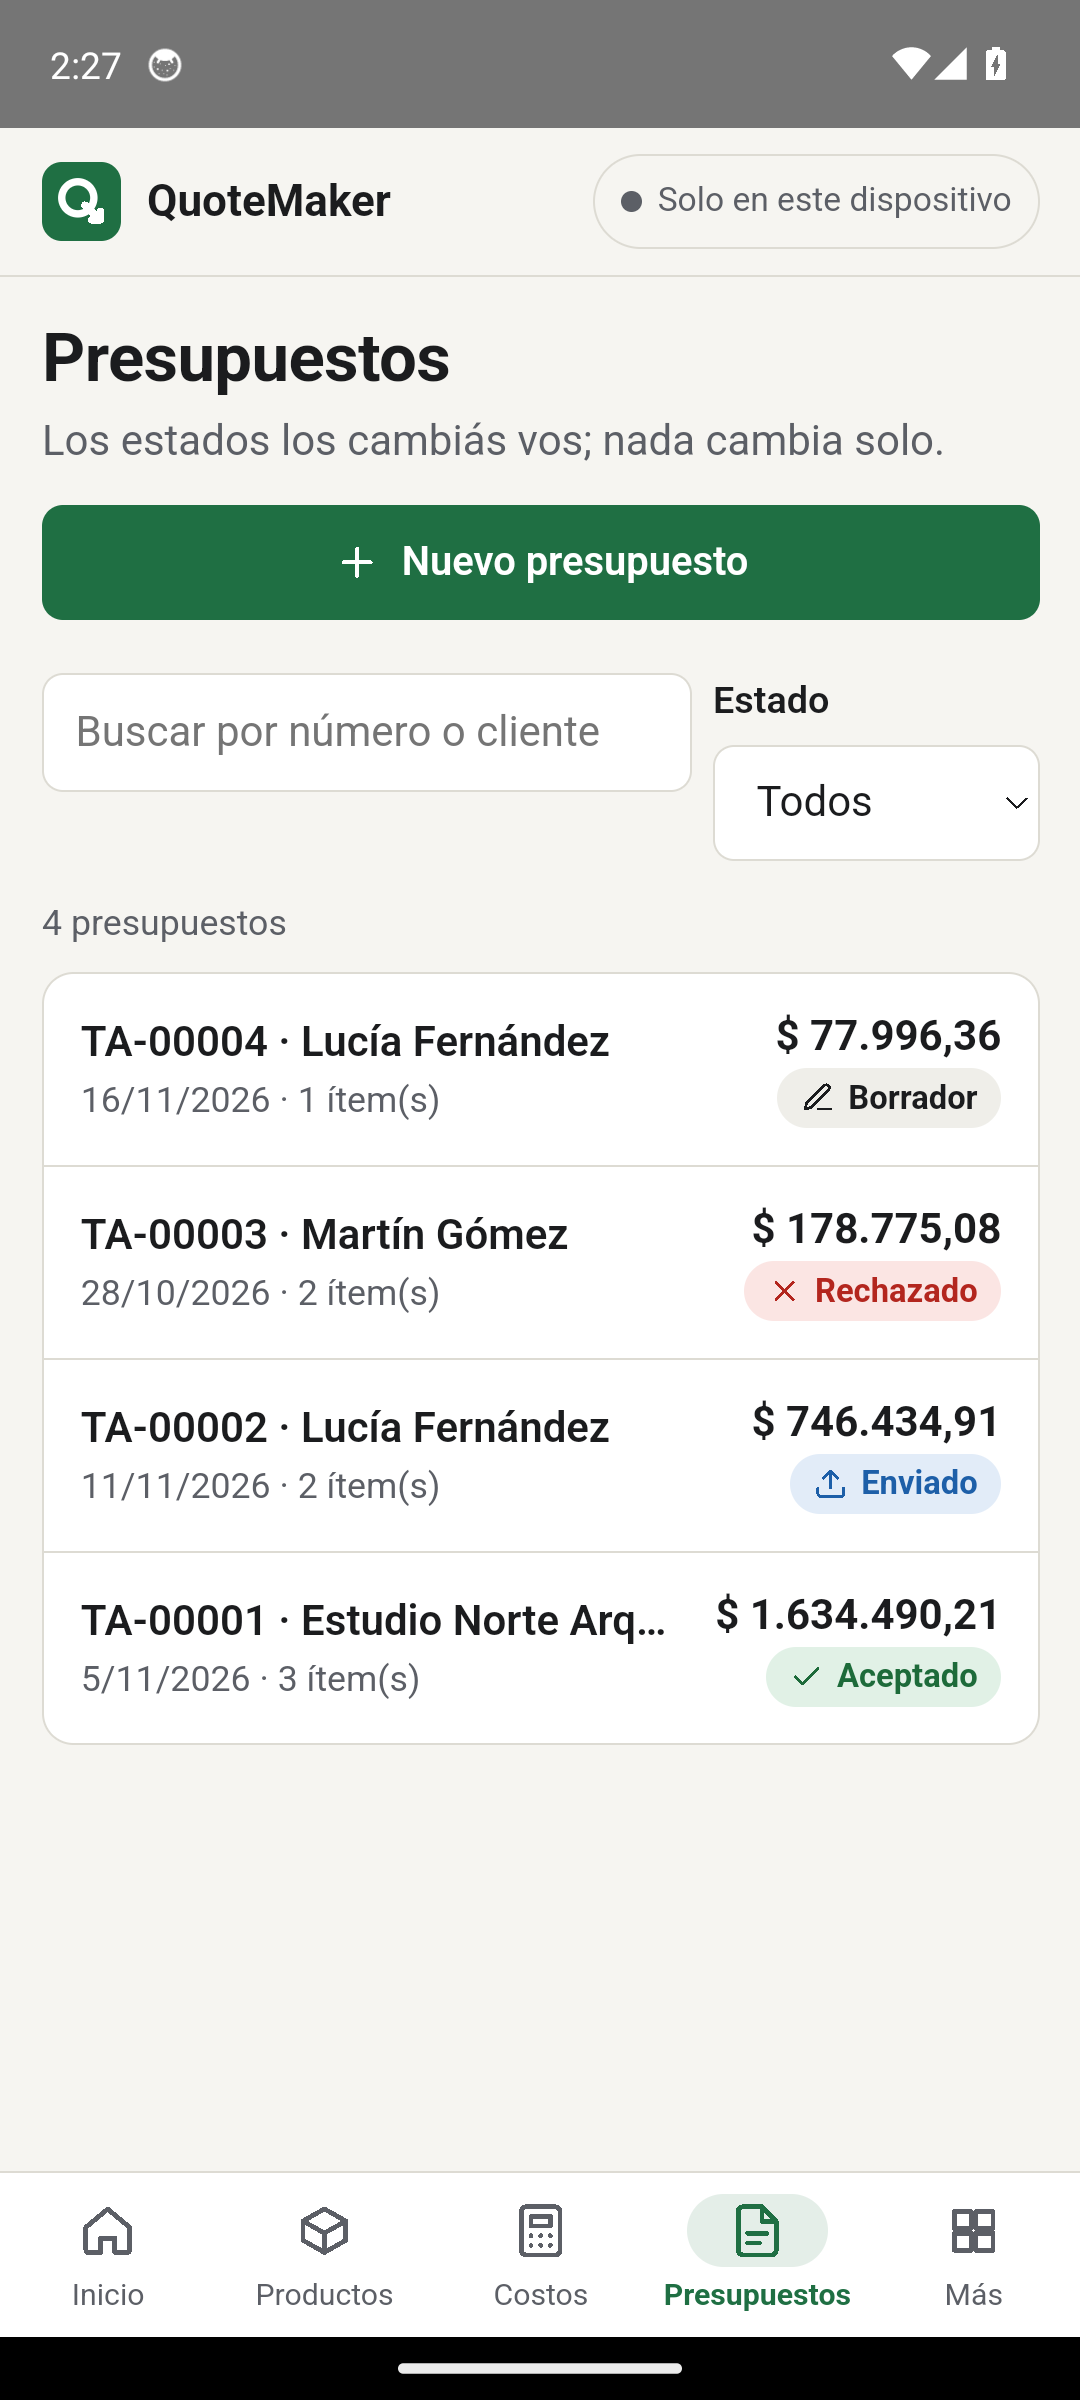 2:27
QuoteMaker
Solo en este dispositivo
Presupuestos
Los estados los cambiás vos; nada cambia solo.
Nuevo presupuesto
Buscar por número o cliente
Estado
Todos
4 presupuestos
TA-00004 · Lucía Fernández
$ 77.996,36
16/11/2026 · 1 ítem(s)
Borrador
TA-00003 · Martín Gómez
$ 178.775,08
28/10/2026 · 2 ítem(s)
Rechazado
TA-00002 · Lucía Fernández
$ 746.434,91
11/11/2026 · 2 ítem(s)
Enviado
TA-00001 · Estudio Norte Arq...
$ 1.634.490,21
5/11/2026 · 3 ítem(s)
Aceptado
Inicio
Productos
Costos
Presupuestos
Más